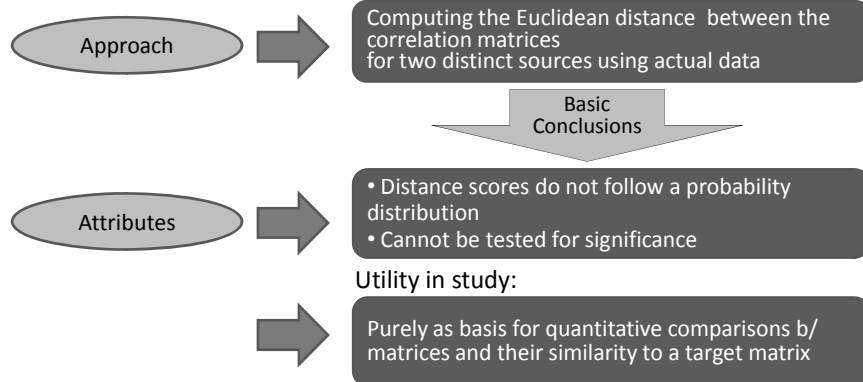 Approach
Computing the Euclidean distance between the
correlation matrices
for two distinct sources using actual data
Basic
Conclusions
Attributes
• Distance scores do not follow a probability
distribution
• Cannot be tested for significance
Utility in study:
Purely as basis for quantitative comparisons b/
matrices and their similarity to a target matrix